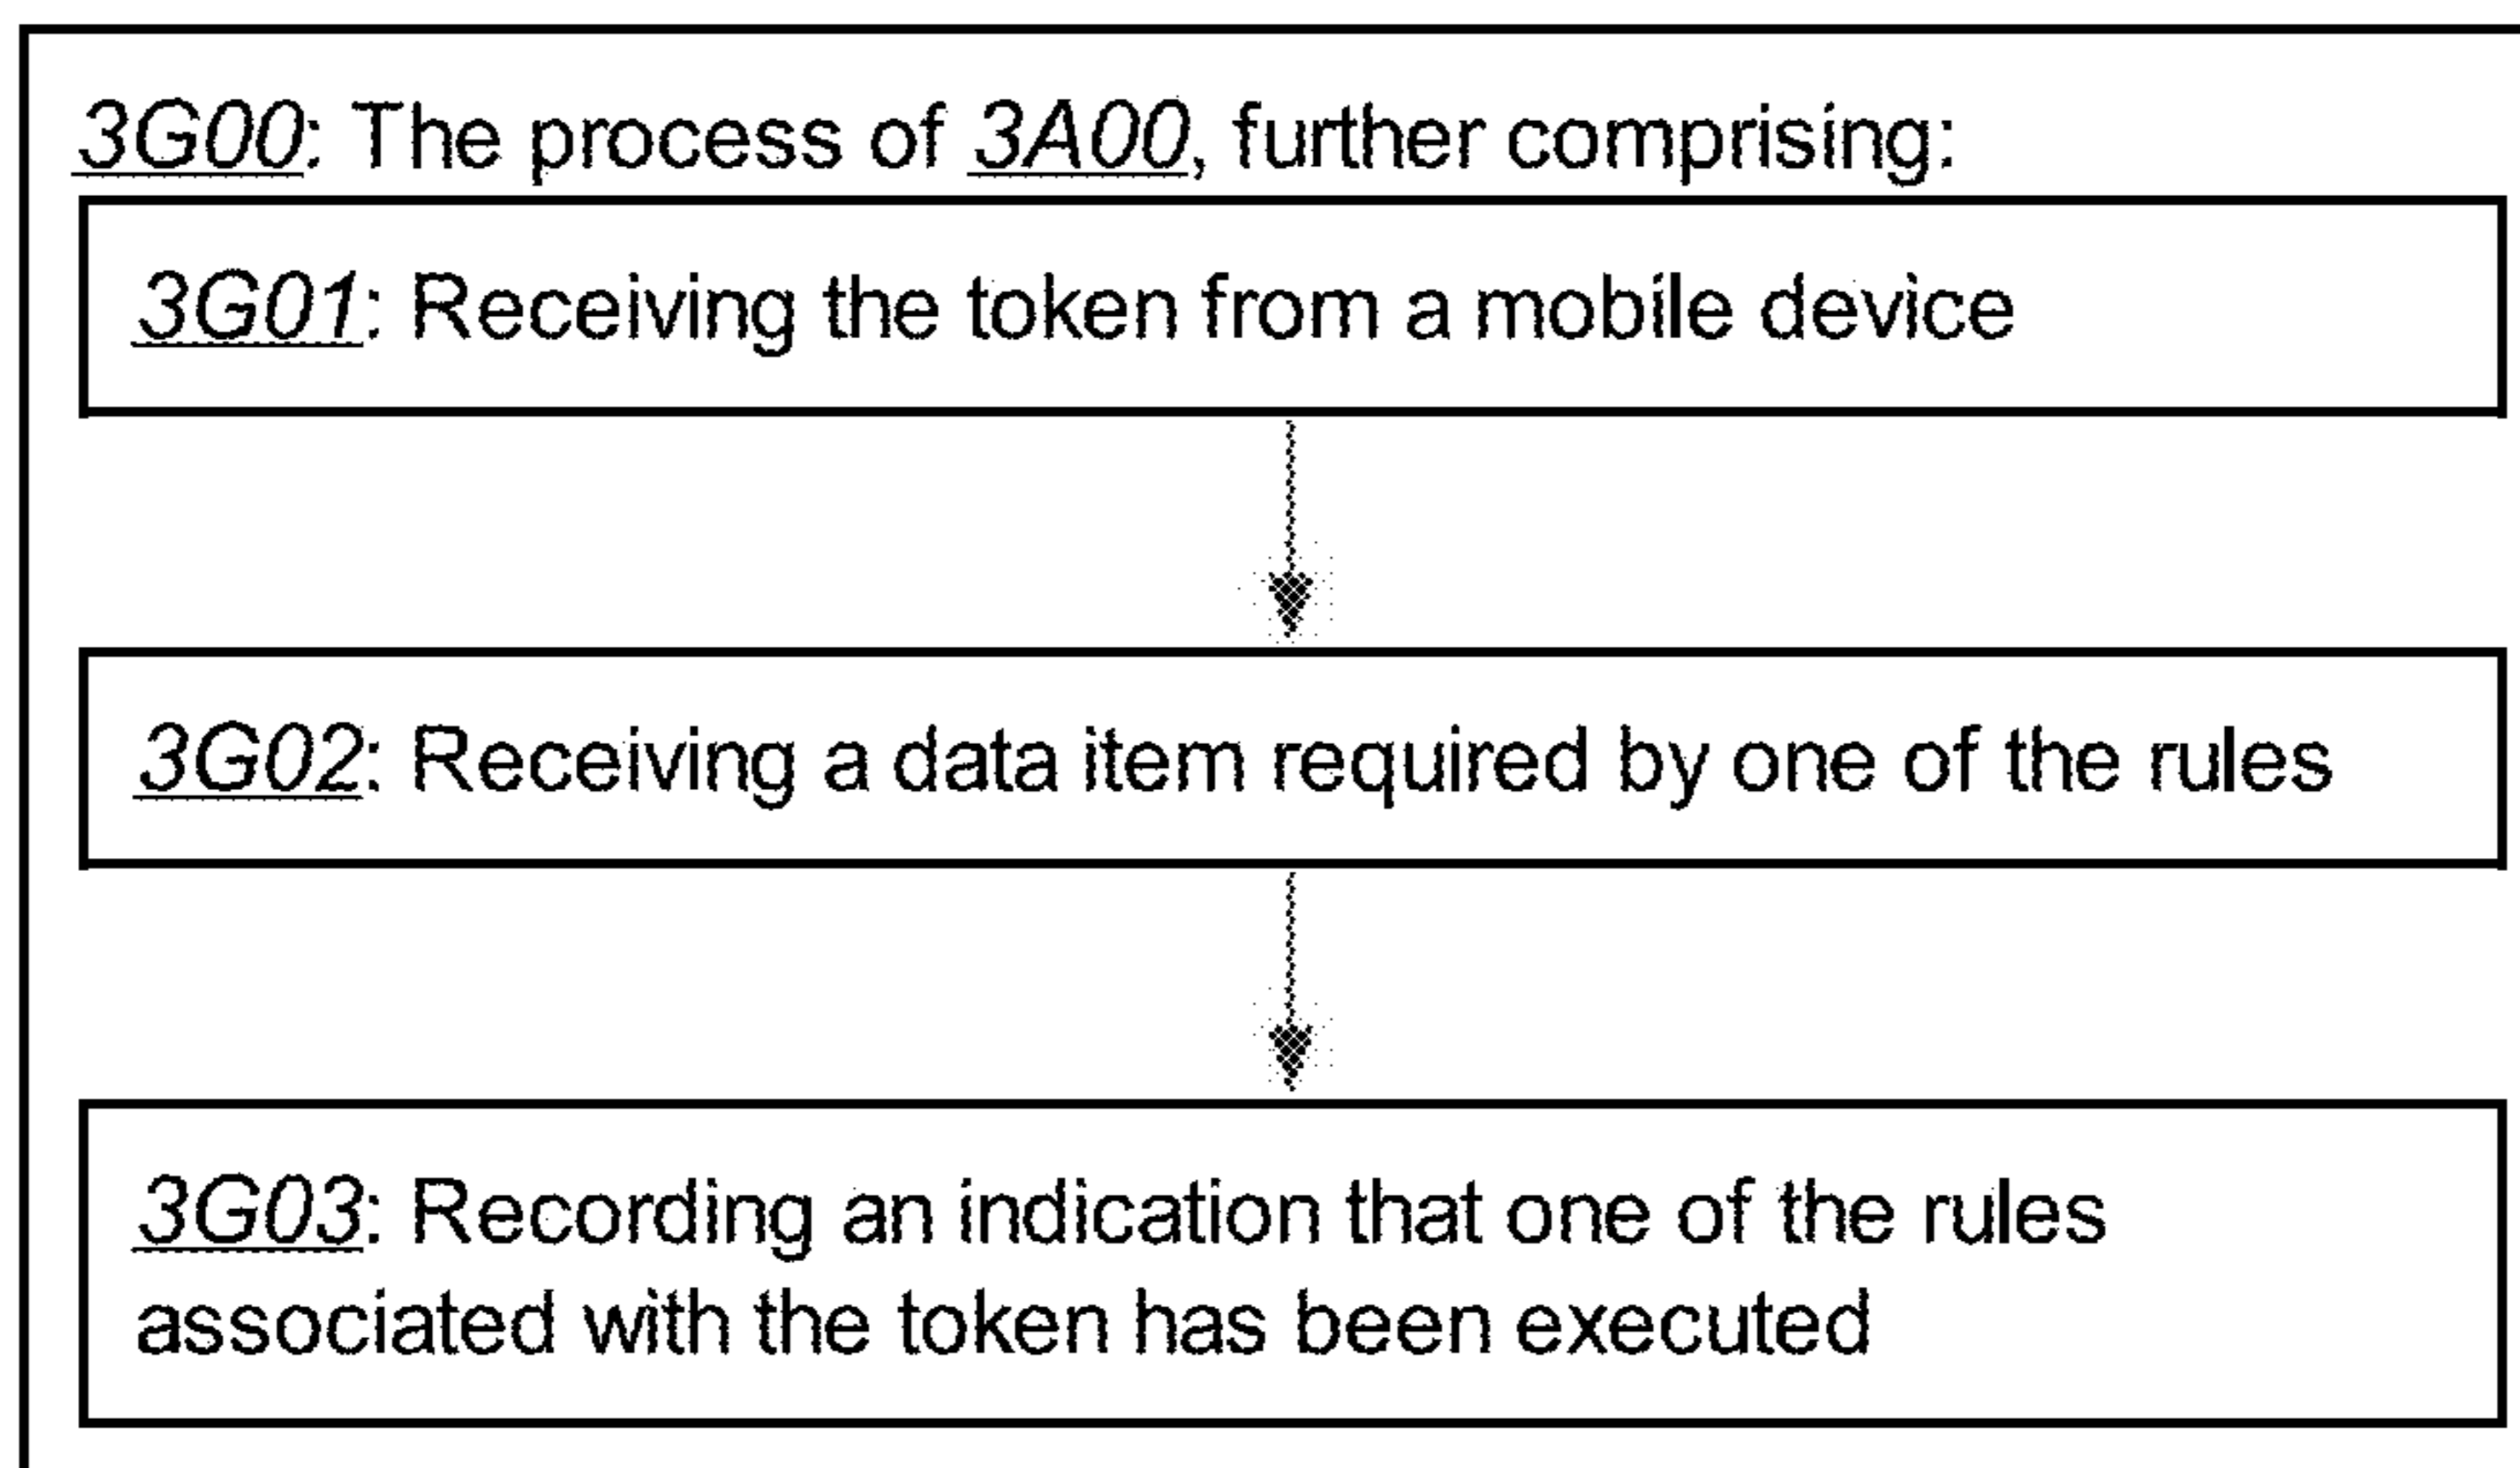 3G00: The process of 3A00, further comprising:
3G01: Receiving the token from a mobile device
3G02: Receiving a data item required by one of the rules
3G03: Recording an indication that one of the rules
associated with the token has been executed